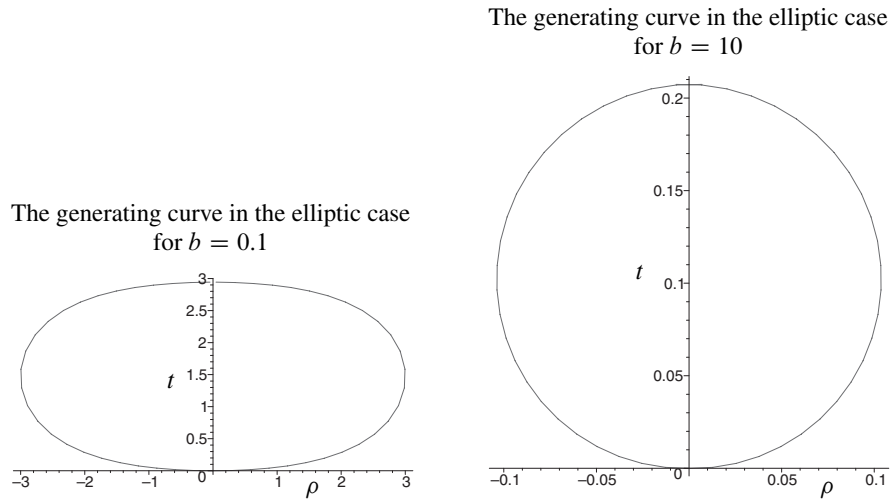 The generating curve in the elliptic case
for b = 0.1
3
2.5
2
t
1.5
1
0.5
0
−3
−2
−1
1
2
3
ρ
The generating curve in the elliptic case
for b = 10
0.2
0.15
t
0.1
0.05
0
−0.1
−0.05
0.05
0.1
ρ